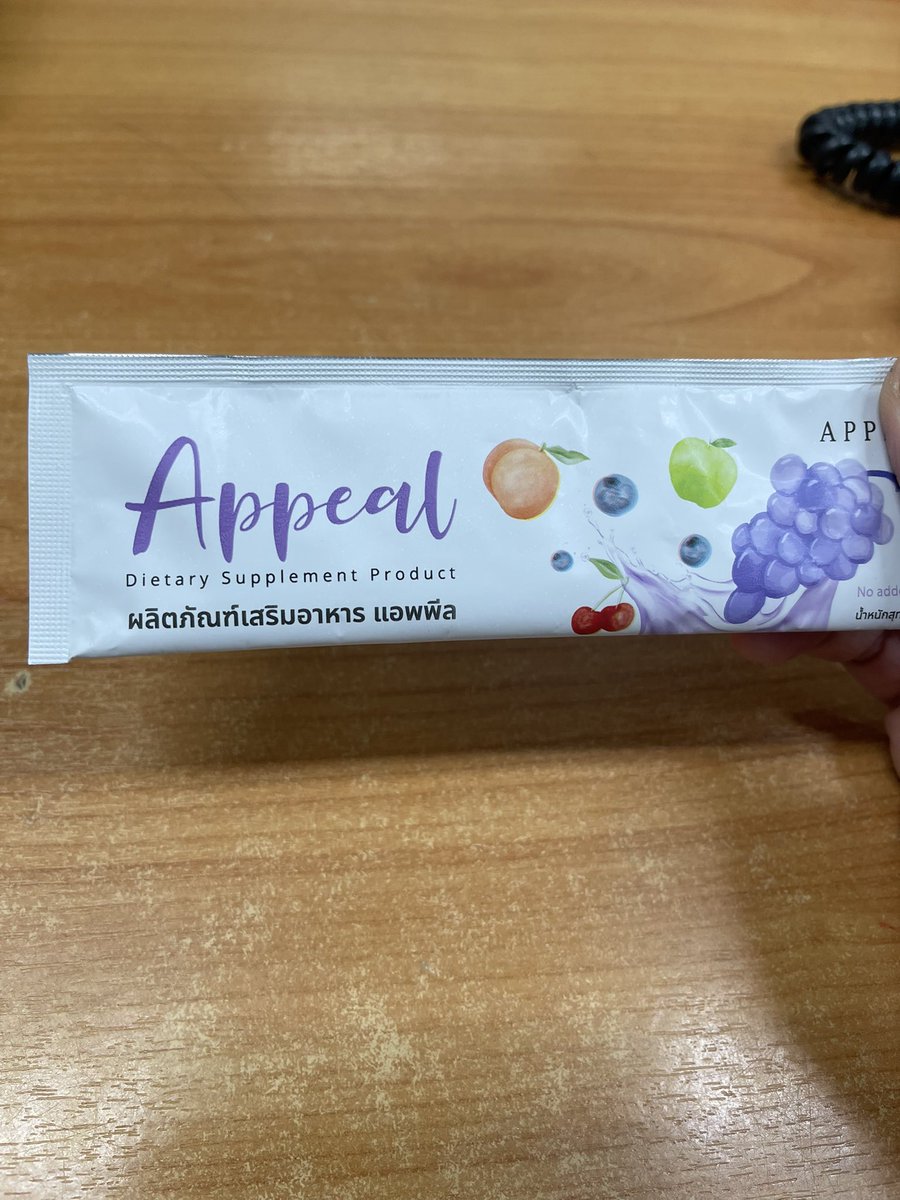 Appeal
Dietary Supplement Product
ผลิตภัณฑ์เสริมอาหาร แอพพีล
No